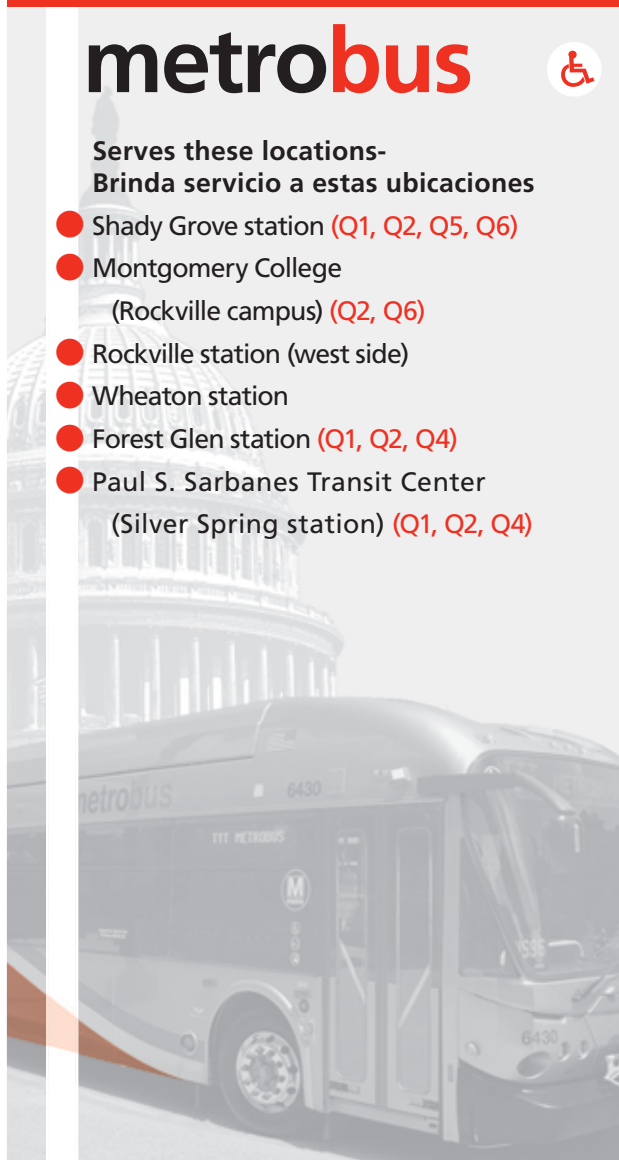 metrobus
Serves these locations-
Brinda servicio a estas ubicaciones
Shady Grove station (Q1, Q2, Q5, Q6)
Montgomery College
(Rockville campus) (Q2, Q6)
Rockville station (west side)
Wheaton station
Forest Glen station (Q1, Q2, Q4)
Paul S. Sarbanes Transit Center
(Silver Spring station) (Q1, Q2, Q4)
metrobus
6430
TYT METROBUS
M
6430